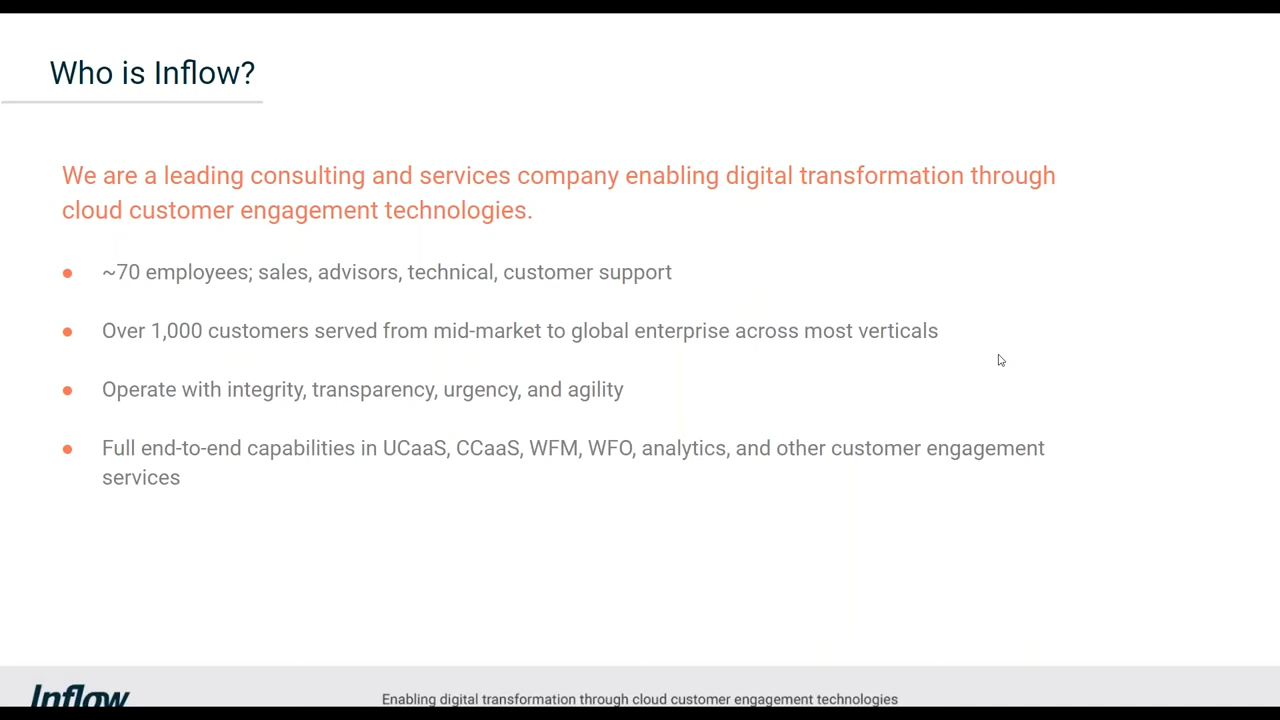 Who is Inflow?
We are a leading consulting and services company enabling digital transformation through
cloud customer engagement technologies.
● ~70 employees; sales, advisors, technical, customer support
● Over 1,000 customers served from mid-market to global enterprise across most verticals
● Operate with integrity, transparency, urgency, and agility
● Full end-to-end capabilities in UCaaS, CCaaS, WFM, WFO, analytics, and other customer engagement
services
Inflow
Enabling digital transformation through cloud customer engagement technologies